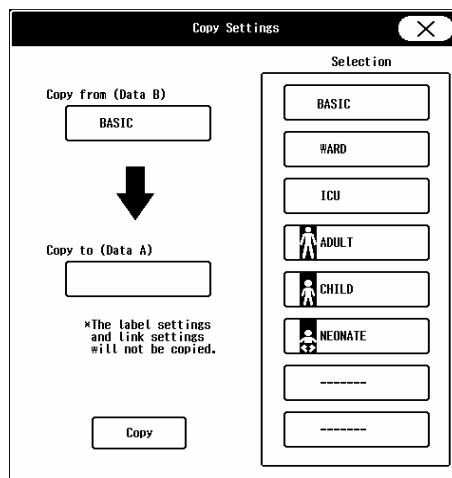 Copy Settings
Selection
Copy from (Data B)
BASIC
Copy to (Data A)
*The label settings
and link settings
will not be copied.
Copy
BASIC
WARD
ICU
ADULT
CHILD
NEONATE
-------
-------